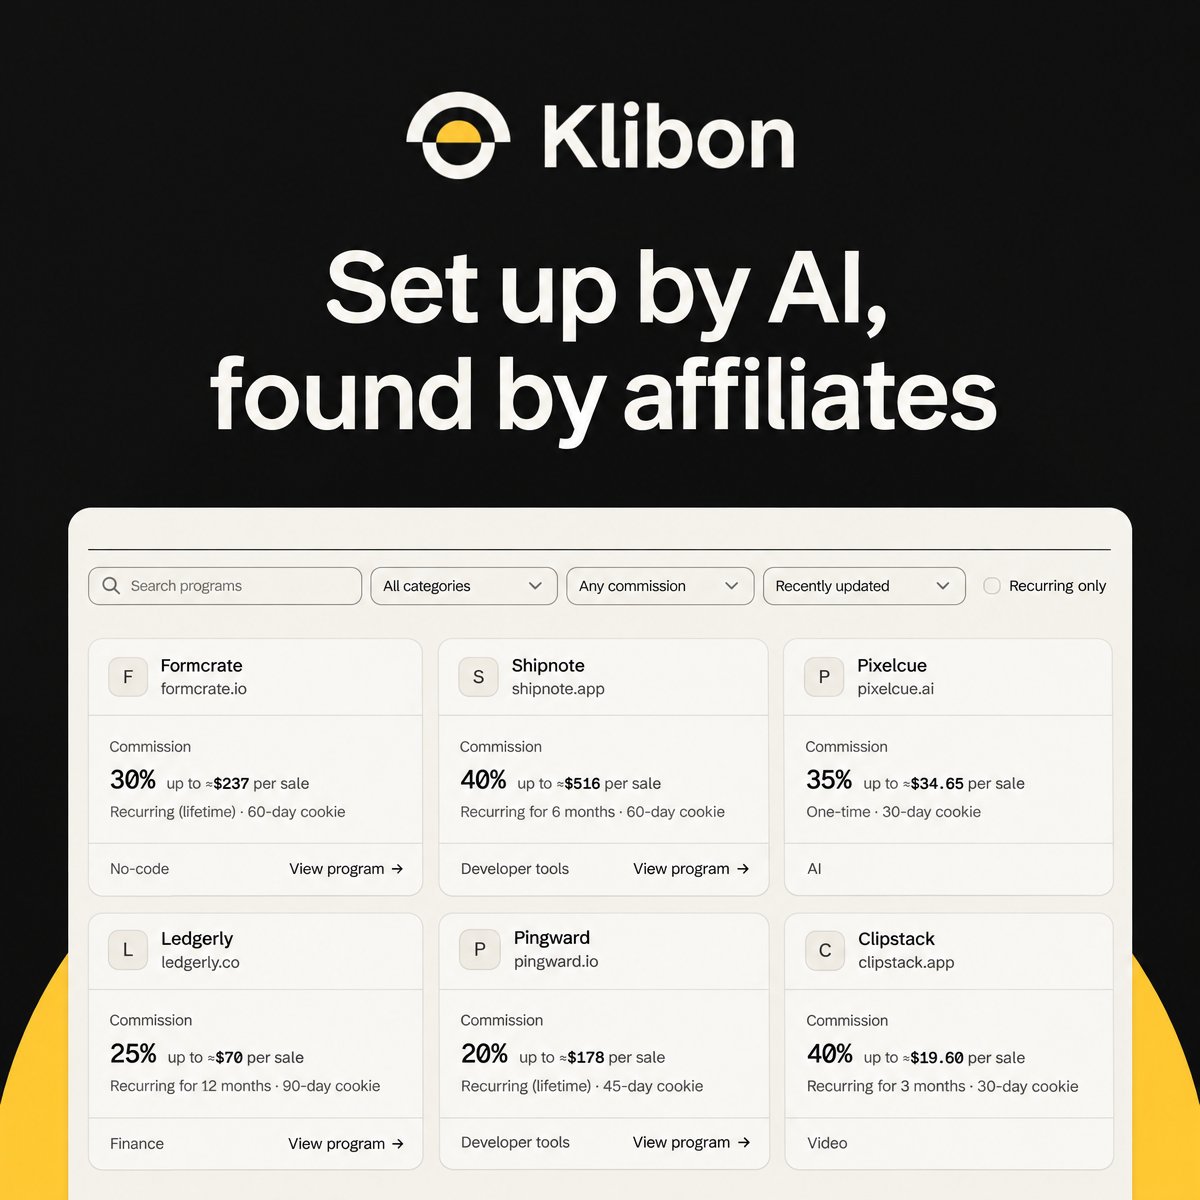 Klibon
Set up by AI,
found by affiliates
Search programs
All categories
Any commission
Recently updated
Recurring only
F
Formcrate
formcrate.io
Commission
30% up to ≈$237 per sale
Recurring (lifetime) · 60-day cookie
No-code
View program →
S
Shipnote
shipnote.app
Commission
40% up to ≈$516 per sale
Recurring for 6 months · 60-day cookie
Developer tools
View program →
P
Pixelcue
pixelcue.ai
Commission
35% up to ≈$34.65 per sale
One-time · 30-day cookie
AI
L
Ledgerly
ledgerly.co
Commission
25% up to ≈$70 per sale
Recurring for 12 months · 90-day cookie
Finance
View program →
P
Pingward
pingward.io
Commission
20% up to ≈$178 per sale
Recurring (lifetime) · 45-day cookie
Developer tools
View program →
C
Clipstack
clipstack.app
Commission
40% up to ≈$19.60 per sale
Recurring for 3 months · 30-day cookie
Video